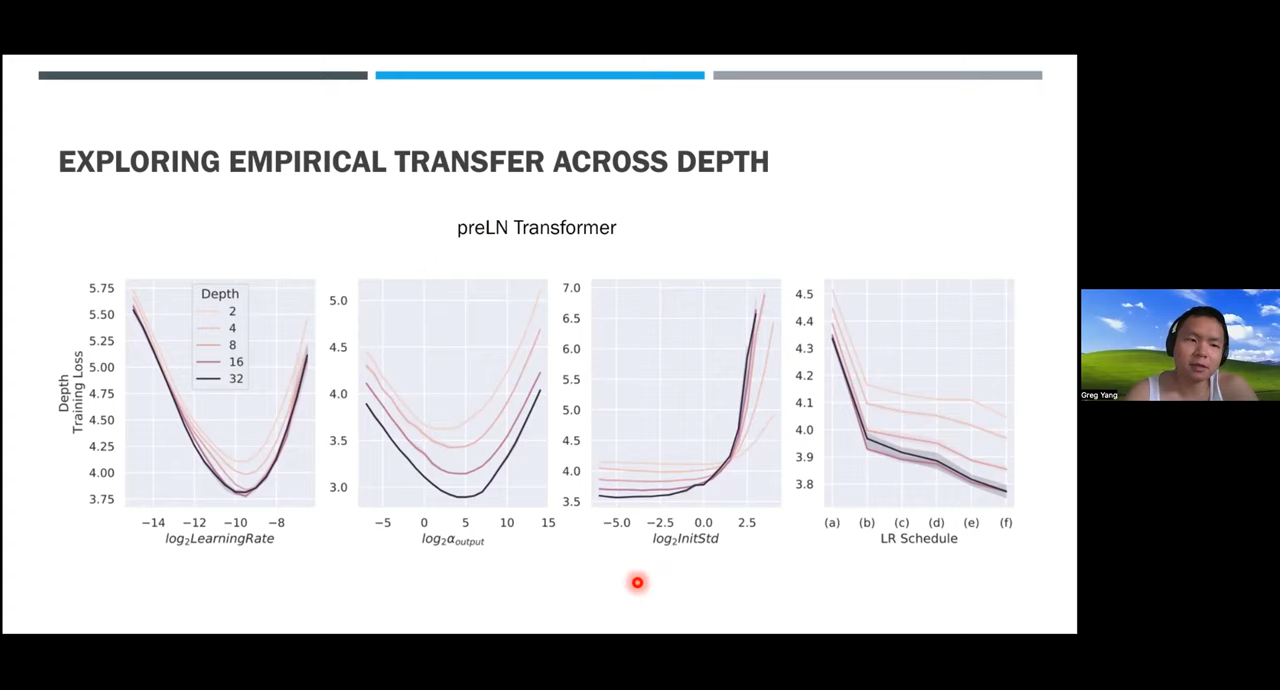 EXPLORING EMPIRICAL TRANSFER ACROSS DEPTH
preLN Transformer
Depth
Training Loss
5.75
5.50
5.25
5.00
4.75
4.50
4.25
4.00
3.75
Depth
2
4
8
16
32
−14 −12 −10 −8
log₂LearningRate
5.0
4.5
4.0
3.5
3.0
−5 0 5 10 15
log₂αoutput
7.0
6.5
6.0
5.5
5.0
4.5
4.0
3.5
−5.0 −2.5 0.0 2.5
log₂InitStd
4.5
4.4
4.3
4.2
4.1
4.0
3.9
3.8
(a) (b) (c) (d) (e) (f)
LR Schedule
Greg Yang